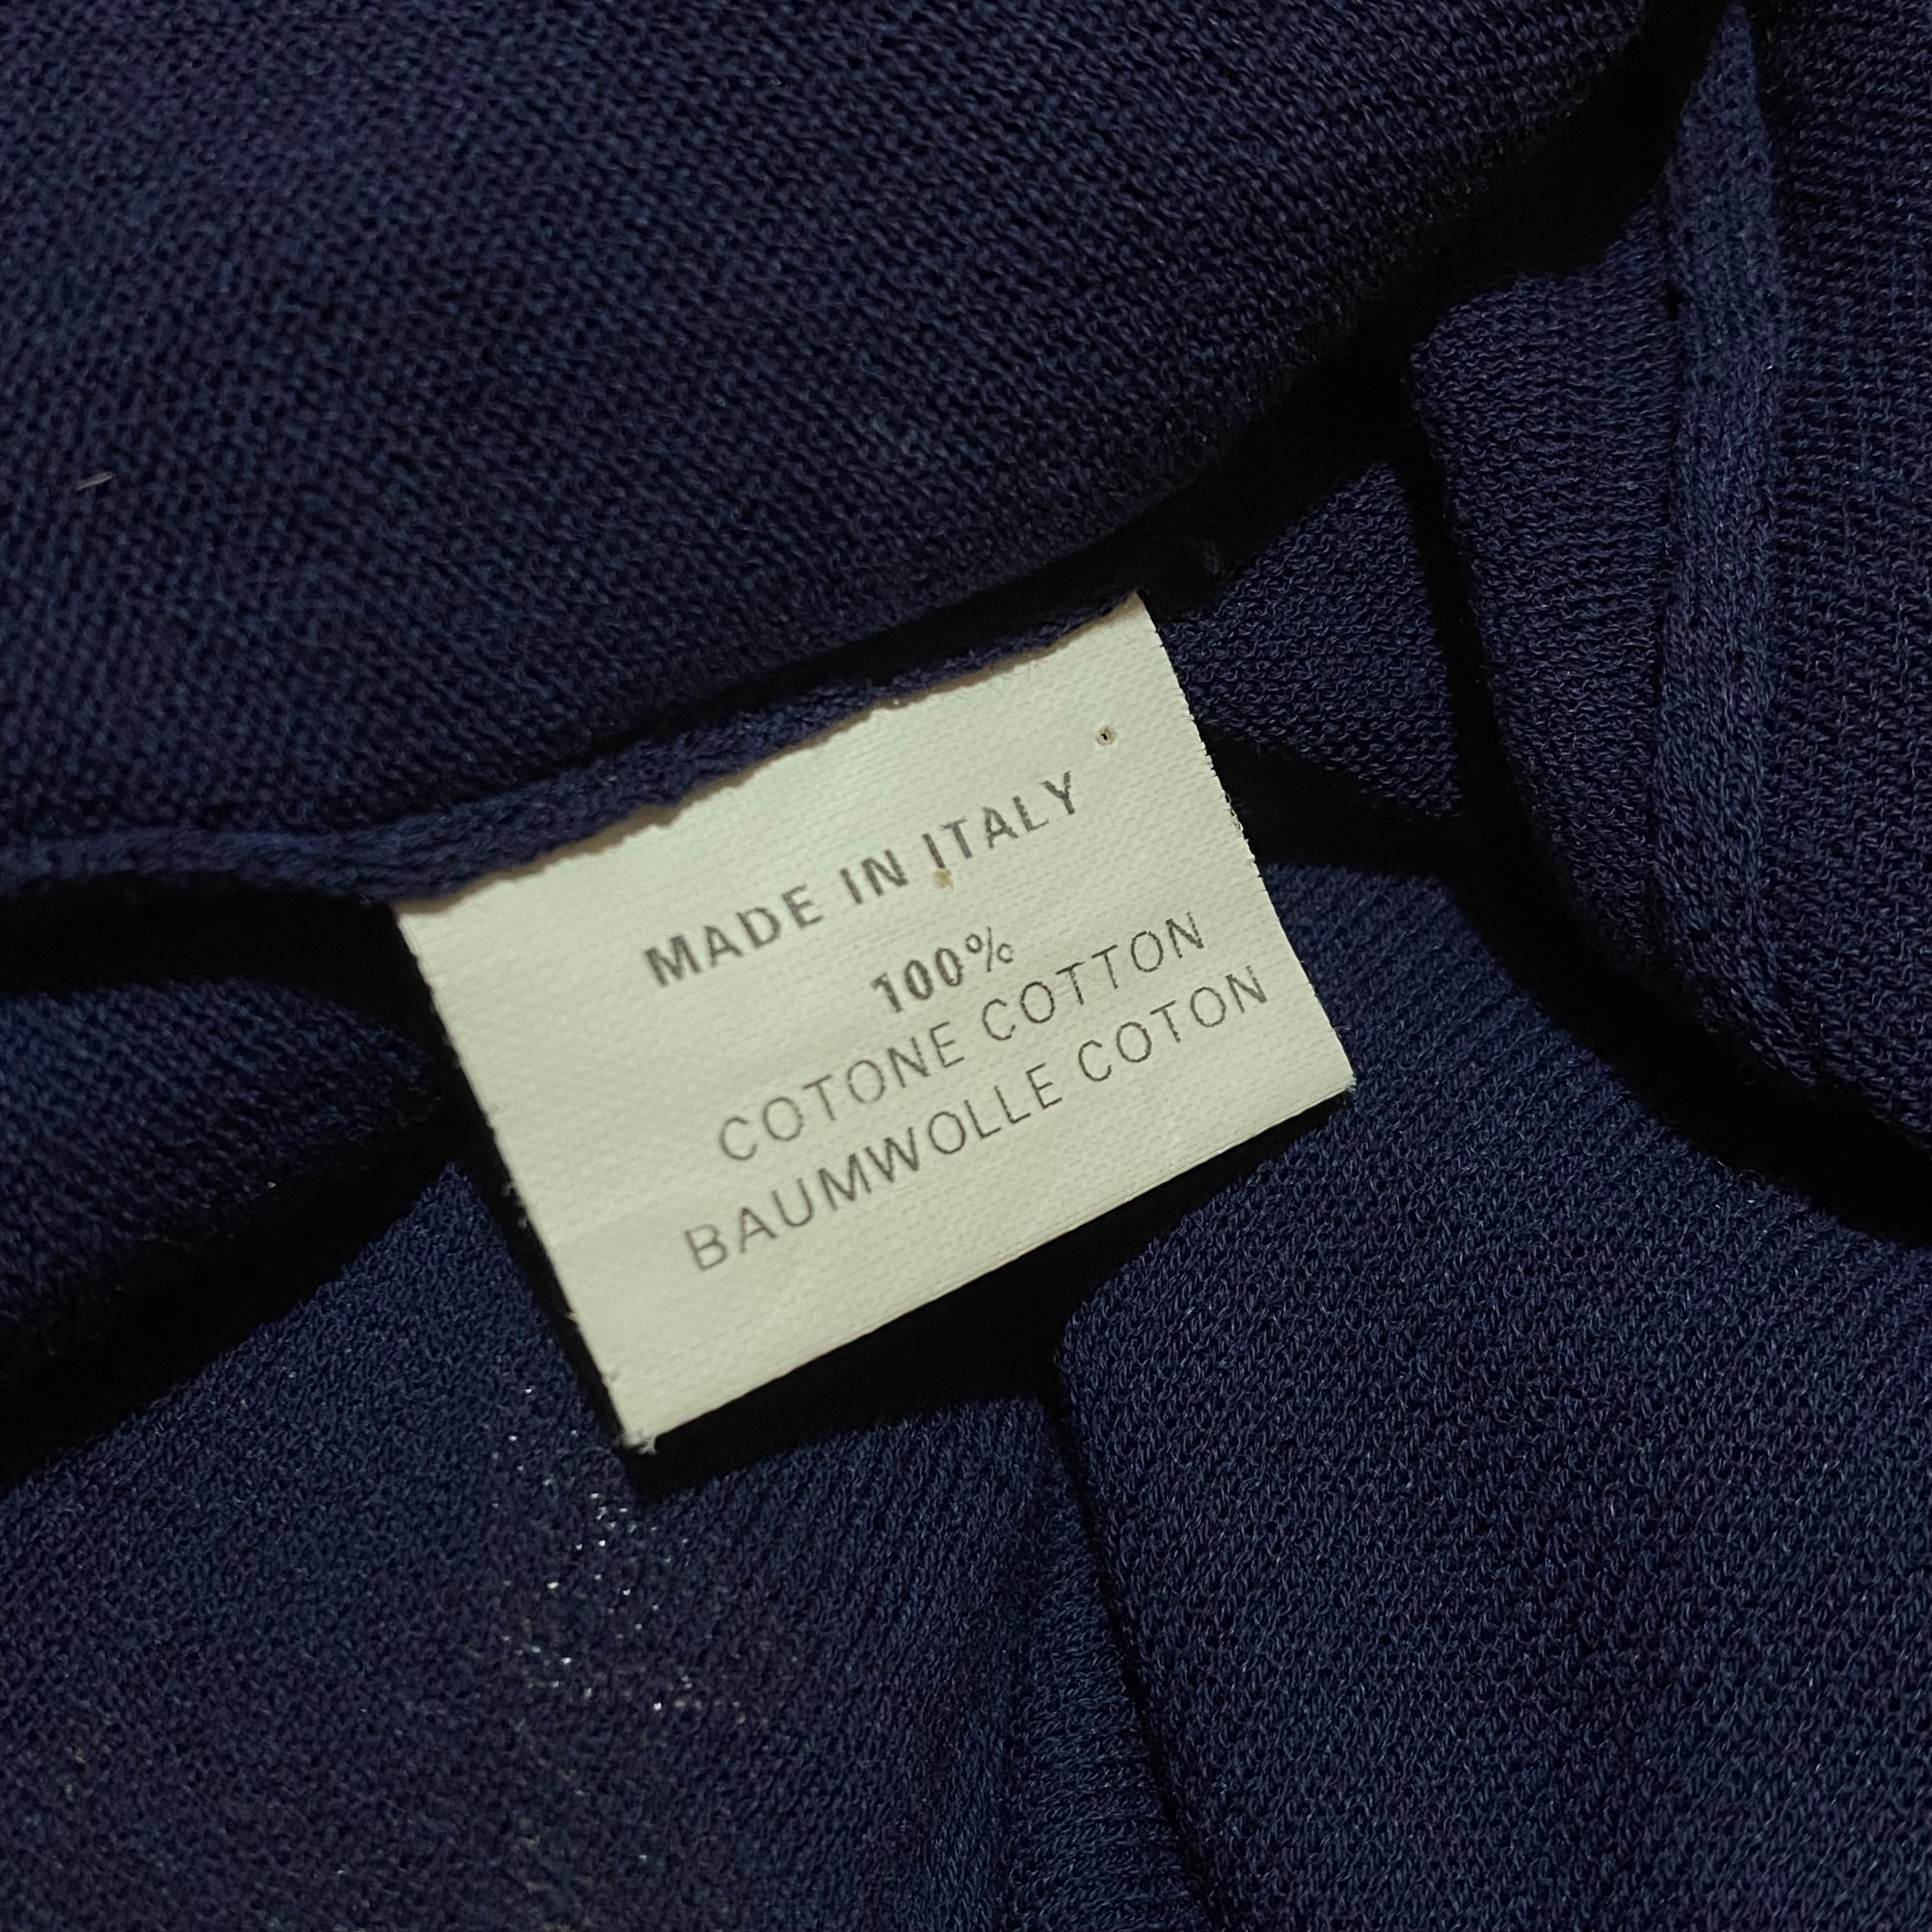 MADE IN ITALY
100%
COTONE COTTON
BAUMWOLLE COTON